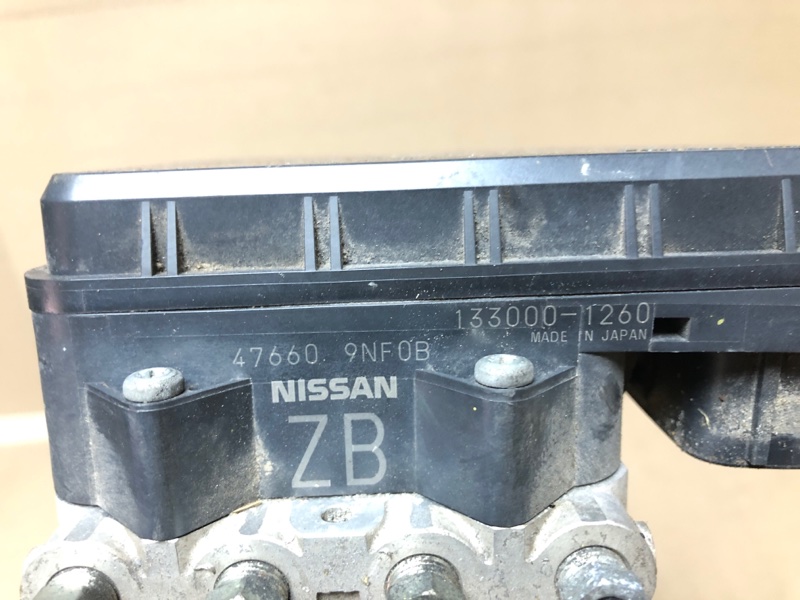 133000-1260
MADE IN JAPAN
47660 9NF0B
NISSAN
ZB